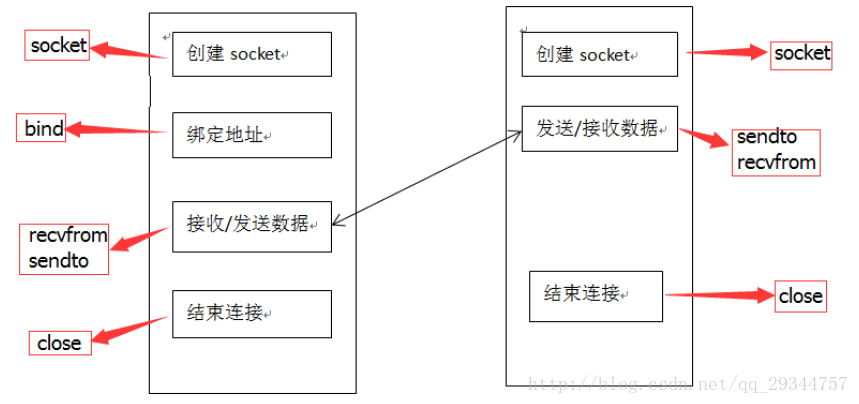 socket
创建 socket
bind
绑定地址
recvfrom
sendto
接收/发送数据
close
结束连接
创建 socket
socket
发送/接收数据
sendto
recvfrom
结束连接
close
http://blog.csdn.net/qq_29344757